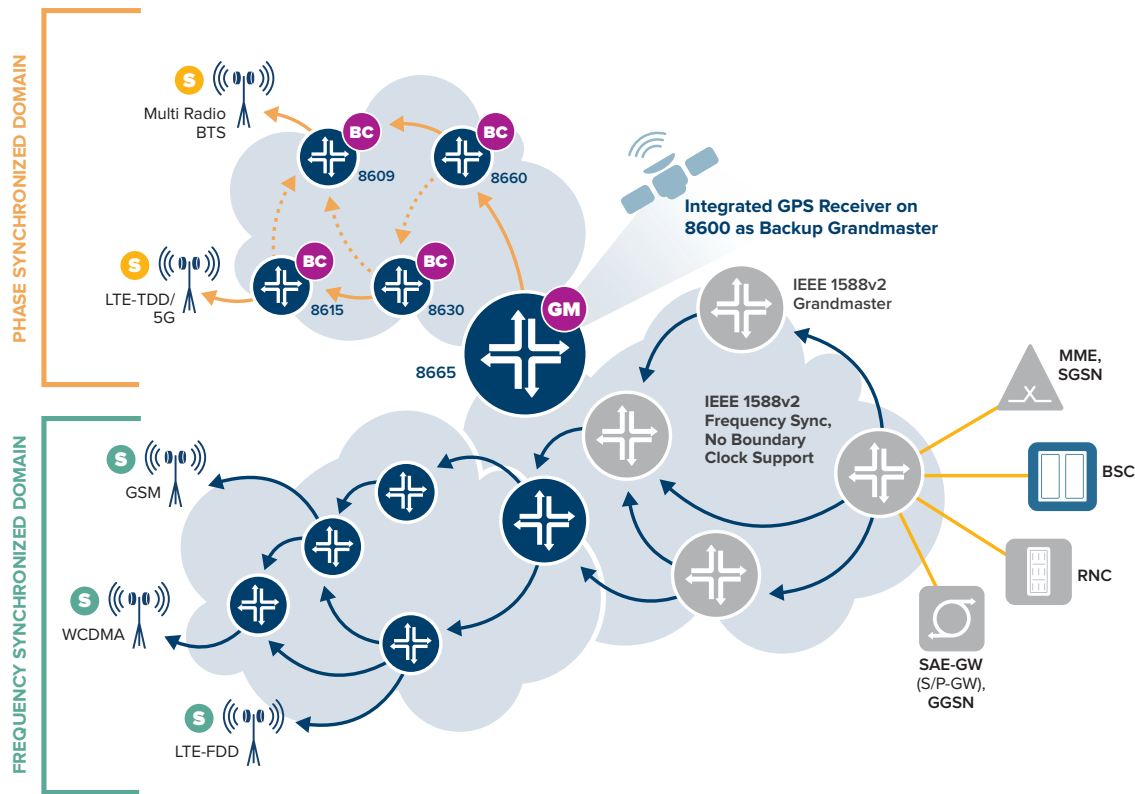 PHASE SYNCHRONIZED DOMAIN
S
Multi Radio
BTS
BC
8609
BC
8660
S
LTE-TDD/
5G
BC
8615
BC
8630
GM
8665
Integrated GPS Receiver on
8600 as Backup Grandmaster
IEEE 1588v2
Grandmaster
IEEE 1588v2
Frequency Sync,
No Boundary
Clock Support
MME,
SGSN
BSC
RNC
SAE-GW
(S/P-GW),
GGSN
FREQUENCY SYNCHRONIZED DOMAIN
S
GSM
S
WCDMA
S
LTE-FDD